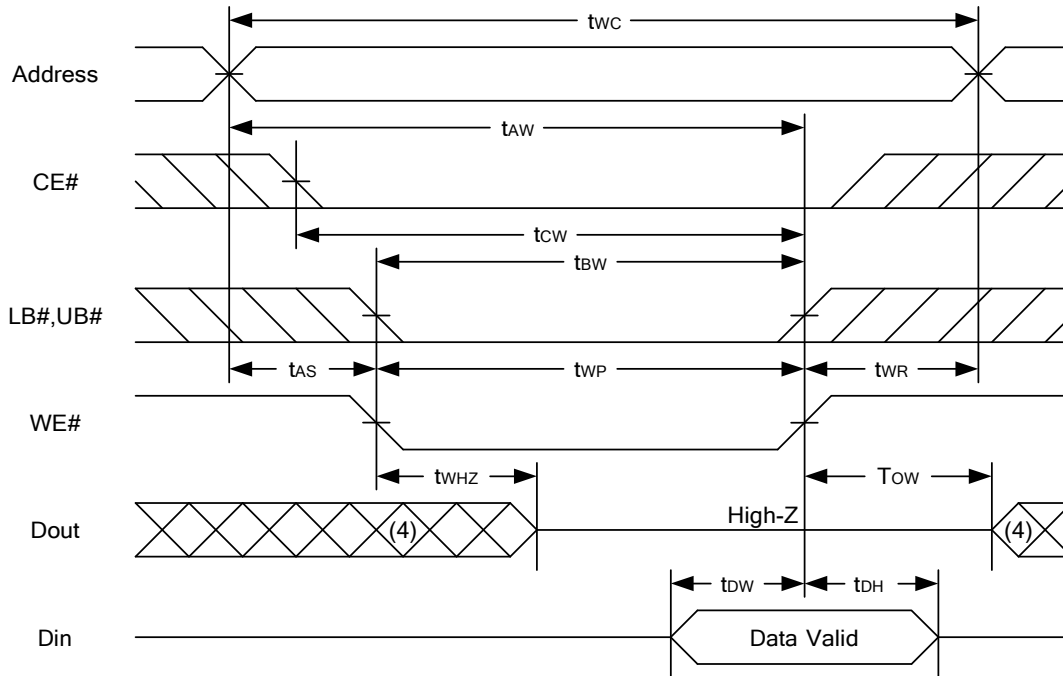 tWC
Address
tAW
CE#
tCW
tBW
LB#,UB#
tAS
tWP
tWR
WE#
tWHZ
TOW
High-Z
Dout
(4)
(4)
tDW
tDH
Din
Data Valid